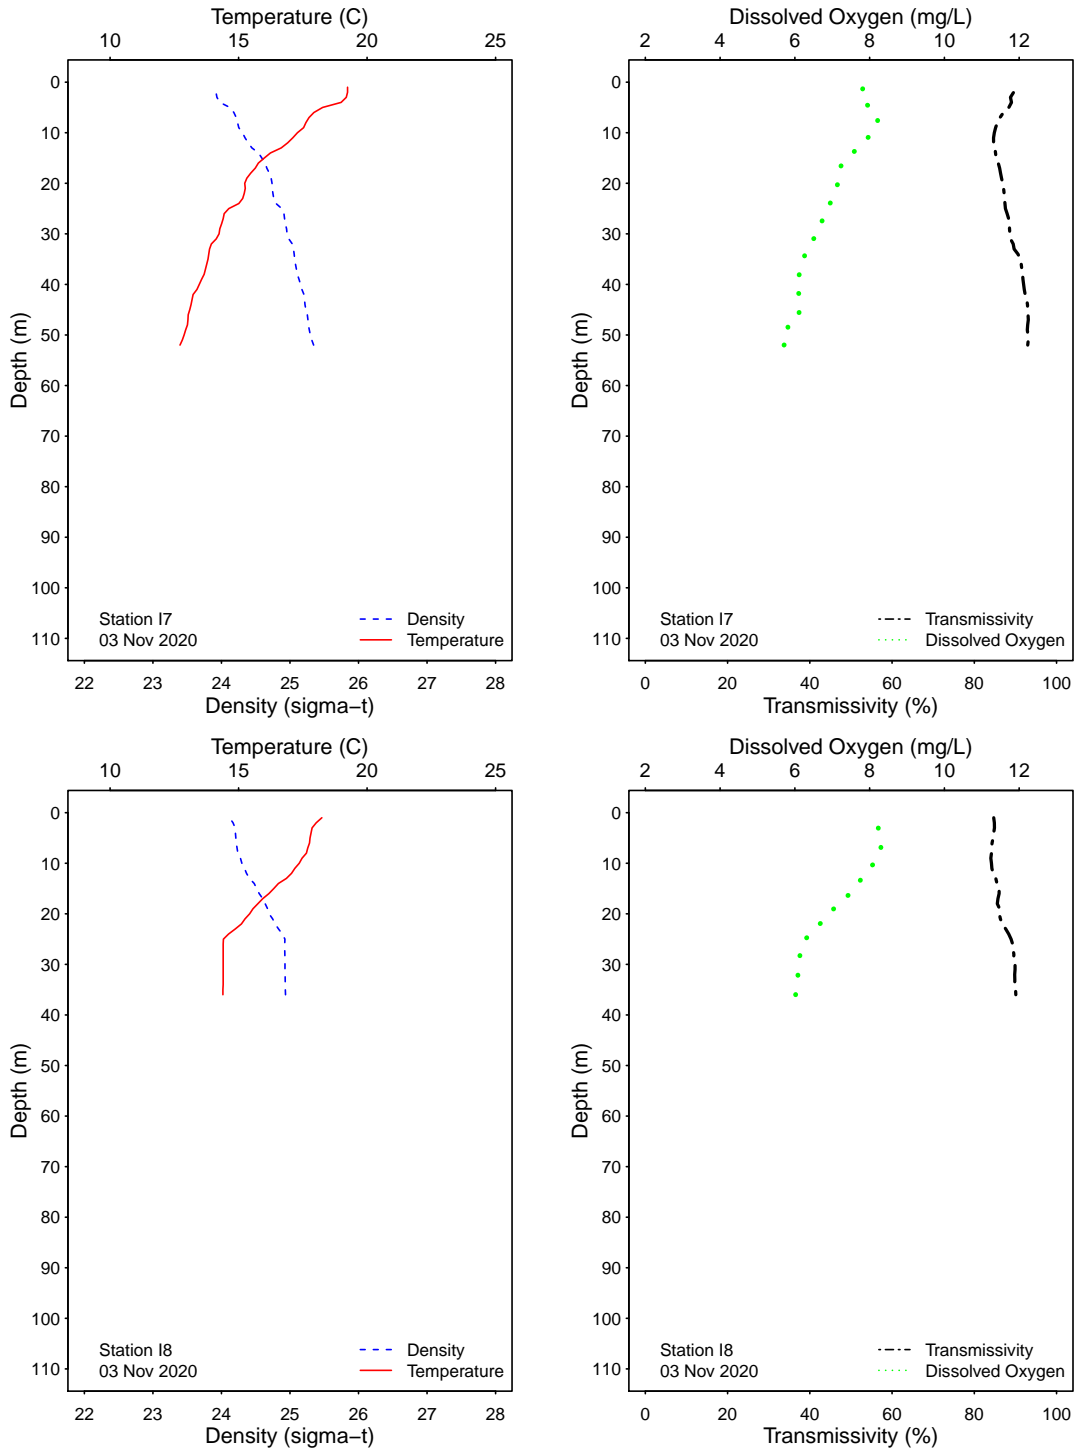 Temperature (C)
10 15 20 25
Depth (m)
0
10
20
30
40
50
60
70
80
90
100
110
Station I7
03 Nov 2020
Density
Temperature
22 23 24 25 26 27 28
Density (sigma−t)
Dissolved Oxygen (mg/L)
2 4 6 8 10 12
Depth (m)
0
10
20
30
40
50
60
70
80
90
100
110
Station I7
03 Nov 2020
Transmissivity
Dissolved Oxygen
0 20 40 60 80 100
Transmissivity (%)
Temperature (C)
10 15 20 25
Depth (m)
0
10
20
30
40
50
60
70
80
90
100
110
Station I8
03 Nov 2020
Density
Temperature
22 23 24 25 26 27 28
Density (sigma−t)
Dissolved Oxygen (mg/L)
2 4 6 8 10 12
Depth (m)
0
10
20
30
40
50
60
70
80
90
100
110
Station I8
03 Nov 2020
Transmissivity
Dissolved Oxygen
0 20 40 60 80 100
Transmissivity (%)